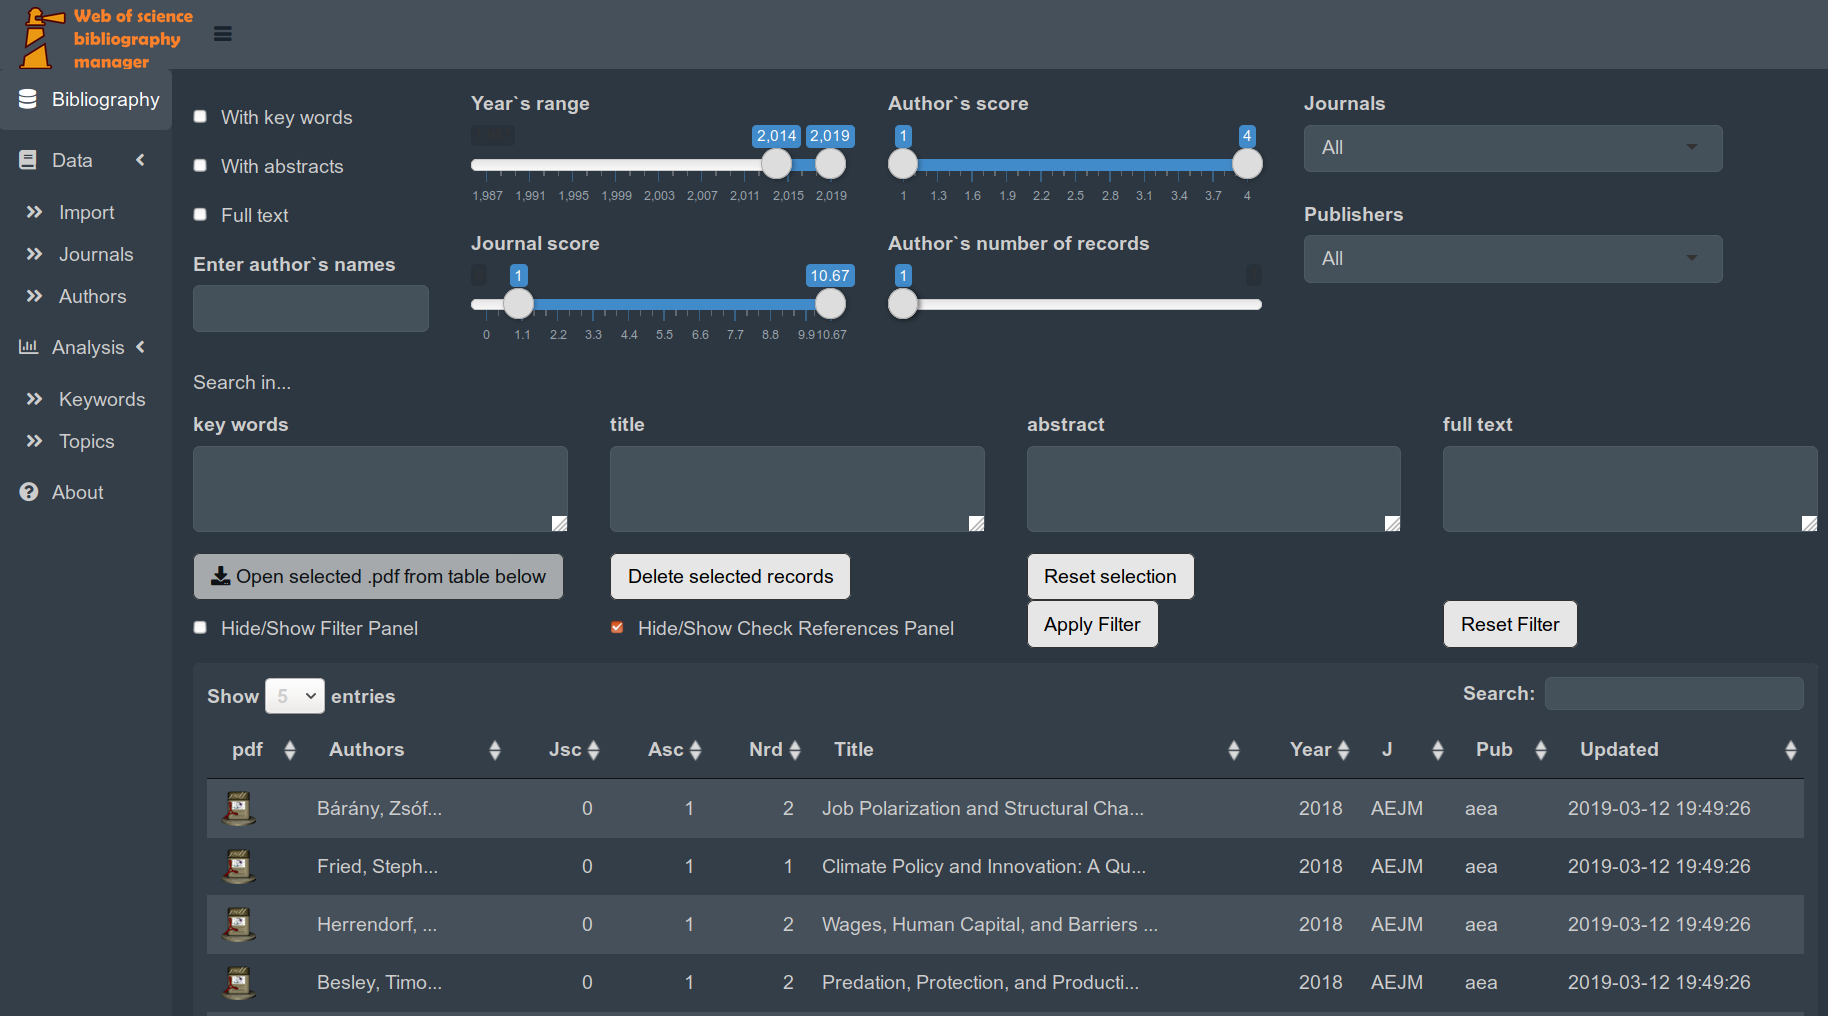 Web of science
bibliography
manager
Bibliography
Data
Import
Journals
Authors
Analysis
Keywords
Topics
About
With key words
With abstracts
Full text
Enter author`s names
Year`s range
2,014 2,019
1,987 1,991 1,995 1,999 2,003 2,007 2,011 2,015 2,019
Author`s score
1 4
1 1.3 1.6 1.9 2.2 2.5 2.8 3.1 3.4 3.7 4
Journals
All
Journal score
1 10.67
0 1.1 2.2 3.3 4.4 5.5 6.6 7.7 8.8 9.9 10.67
Author`s number of records
1
Publishers
All
Search in...
key words title abstract full text
Open selected .pdf from table below Delete selected records Reset selection
Hide/Show Filter Panel Hide/Show Check References Panel Apply Filter Reset Filter
Show 5 entries Search:
pdf Authors Jsc Asc Nrd Title Year J Pub Updated
Bárány, Zsóf... 0 1 2 Job Polarization and Structural Cha... 2018 AEJM aea 2019-03-12 19:49:26
Fried, Steph... 0 1 1 Climate Policy and Innovation: A Qu... 2018 AEJM aea 2019-03-12 19:49:26
Herrendorf, ... 0 1 2 Wages, Human Capital, and Barriers ... 2018 AEJM aea 2019-03-12 19:49:26
Besley, Timo... 0 1 2 Predation, Protection, and Producti... 2018 AEJM aea 2019-03-12 19:49:26